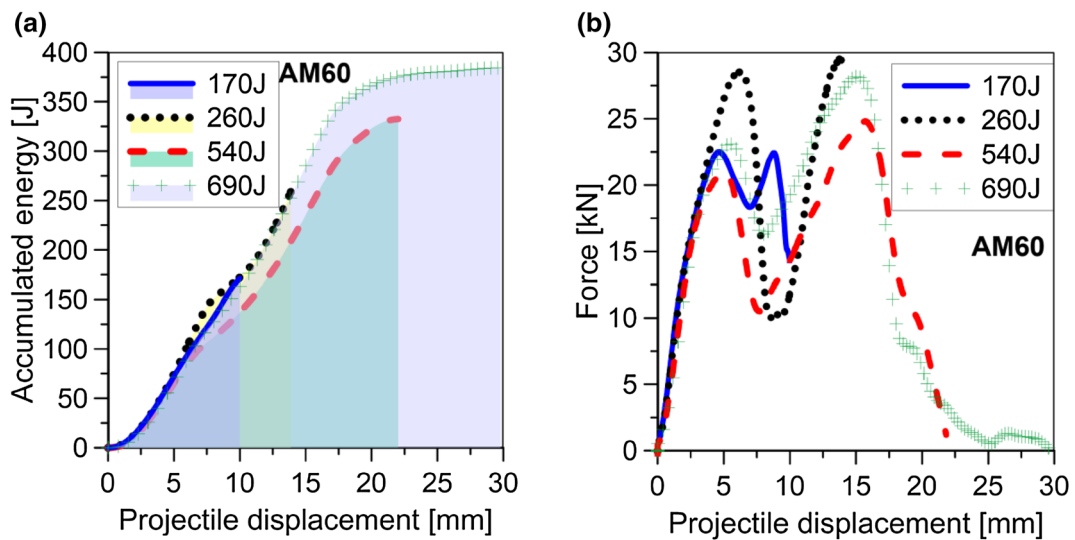 (a)
Accumulated energy [J]
400
350
300
250
200
150
100
50
0
170J
260J
540J
690J
AM60
0 5 10 15 20 25 30
Projectile displacement [mm]
(b)
Force [kN]
30
25
20
15
10
5
0
170J
260J
540J
690J
AM60
0 5 10 15 20 25 30
Projectile displacement [mm]